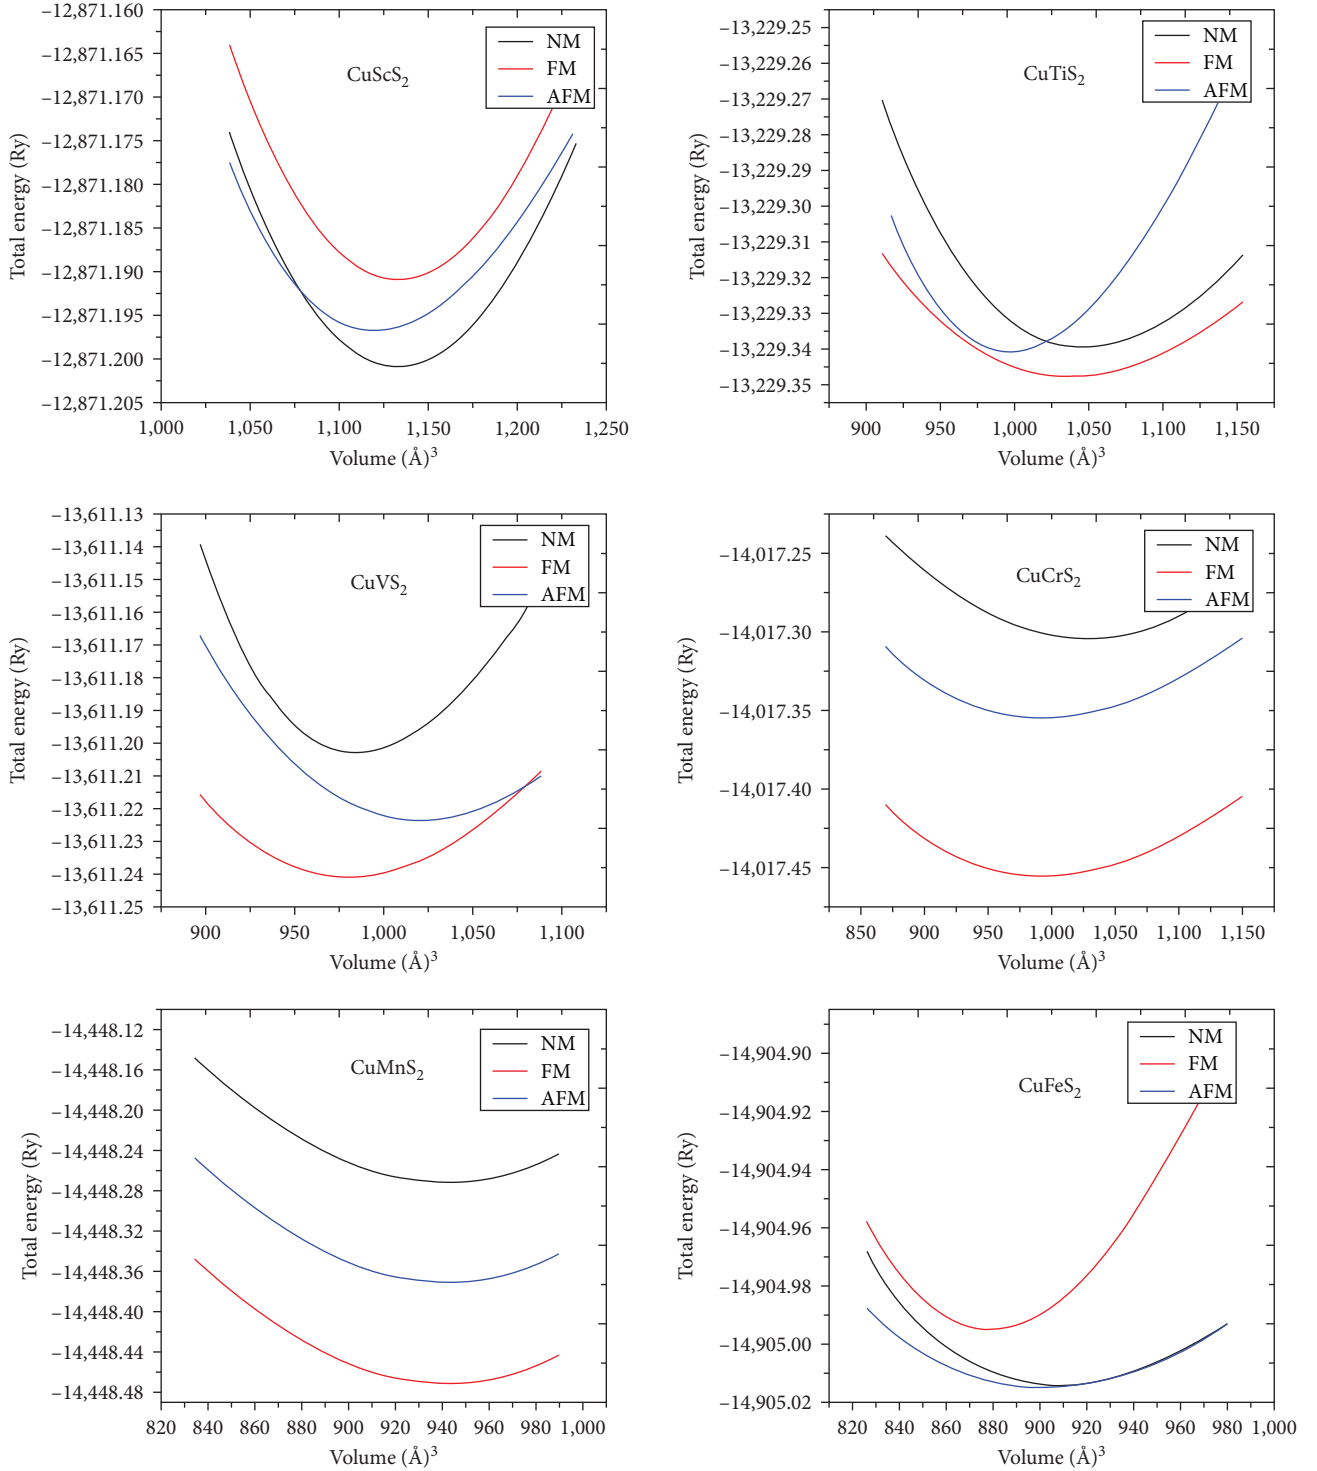 −12,871.160
−12,871.165
−12,871.170
−12,871.175
−12,871.180
−12,871.185
−12,871.190
−12,871.195
−12,871.200
−12,871.205
Total energy (Ry)
CuScS2
NM
FM
AFM
1,000 1,050 1,100 1,150 1,200 1,250
Volume (Å)3
−13,229.25
−13,229.26
−13,229.27
−13,229.28
−13,229.29
−13,229.30
−13,229.31
−13,229.32
−13,229.33
−13,229.34
−13,229.35
Total energy (Ry)
CuTiS2
NM
FM
AFM
900 950 1,000 1,050 1,100 1,150
Volume (Å)3
−13,611.13
−13,611.14
−13,611.15
−13,611.16
−13,611.17
−13,611.18
−13,611.19
−13,611.20
−13,611.21
−13,611.22
−13,611.23
−13,611.24
−13,611.25
Total energy (Ry)
CuVS2
NM
FM
AFM
900 950 1,000 1,050 1,100
Volume (Å)3
−14,017.25
−14,017.30
−14,017.35
−14,017.40
−14,017.45
Total energy (Ry)
CuCrS2
NM
FM
AFM
850 900 950 1,000 1,050 1,100 1,150
Volume (Å)3
−14,448.12
−14,448.16
−14,448.20
−14,448.24
−14,448.28
−14,448.32
−14,448.36
−14,448.40
−14,448.44
−14,448.48
Total energy (Ry)
CuMnS2
NM
FM
AFM
820 840 860 880 900 920 940 960 980 1,000
Volume (Å)3
−14,904.90
−14,904.92
−14,904.94
−14,904.96
−14,904.98
−14,905.00
−14,905.02
Total energy (Ry)
CuFeS2
NM
FM
AFM
820 840 860 880 900 920 940 960 980 1,000
Volume (Å)3